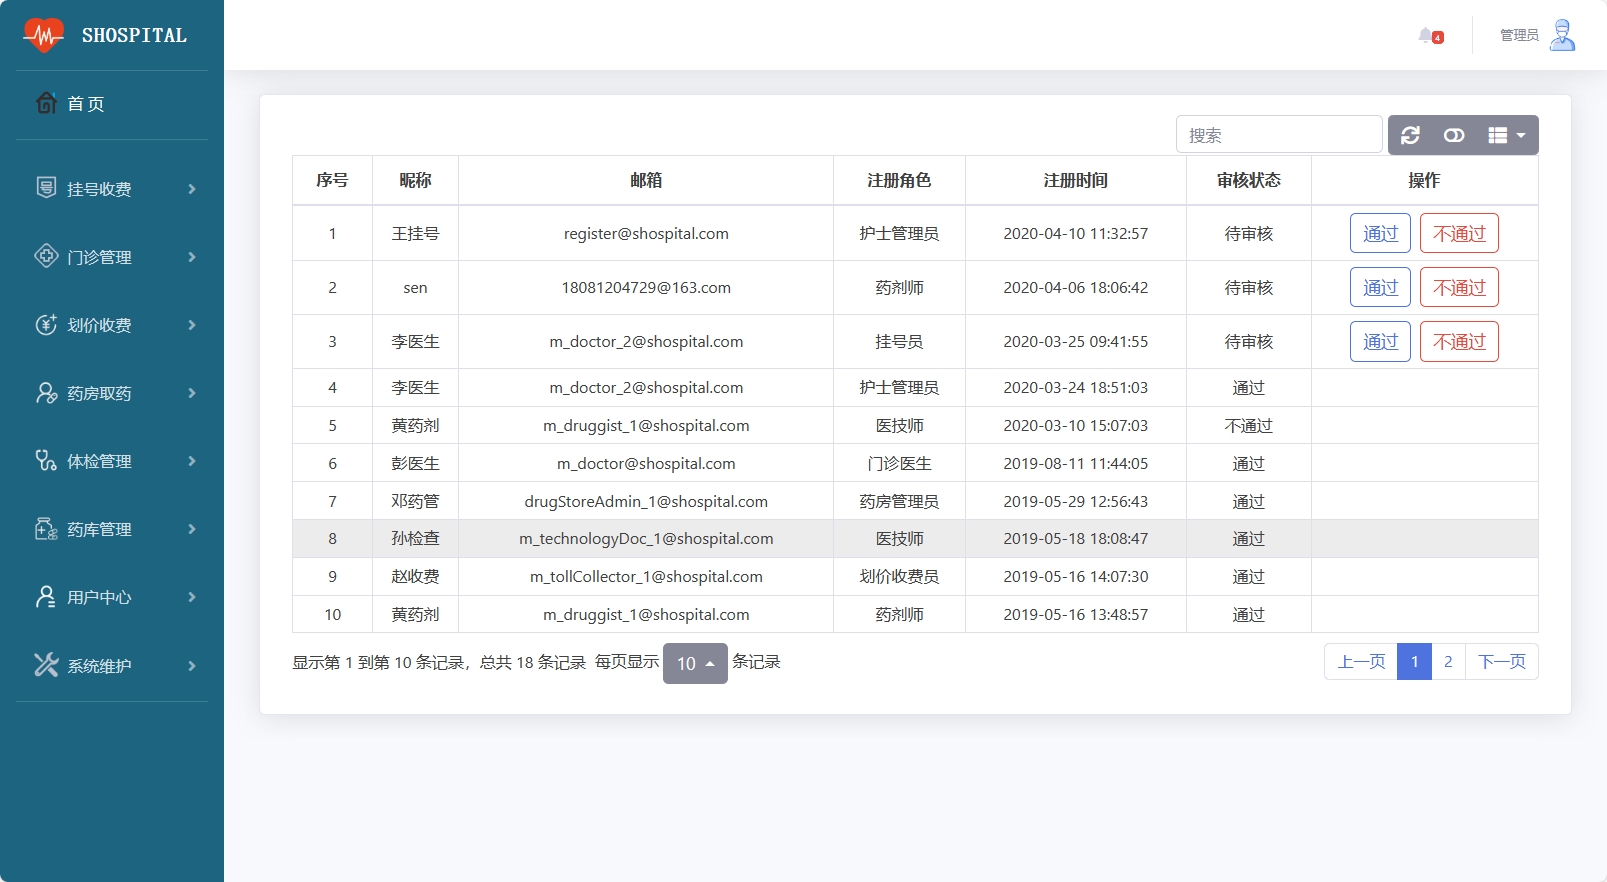 SHOSPITAL
首页
挂号收费
门诊管理
划价收费
药房取药
体检管理
药库管理
用户中心
系统维护
4
管理员
搜索
序号 昵称 邮箱 注册角色 注册时间 审核状态 操作
1 王挂号 register@shospital.com 护士管理员 2020-04-10 11:32:57 待审核 通过 不通过
2 sen 18081204729@163.com 药剂师 2020-04-06 18:06:42 待审核 通过 不通过
3 李医生 m_doctor_2@shospital.com 挂号员 2020-03-25 09:41:55 待审核 通过 不通过
4 李医生 m_doctor_2@shospital.com 护士管理员 2020-03-24 18:51:03 通过
5 黄药剂 m_druggist_1@shospital.com 医技师 2020-03-10 15:07:03 不通过
6 彭医生 m_doctor@shospital.com 门诊医生 2019-08-11 11:44:05 通过
7 邓药管 drugStoreAdmin_1@shospital.com 药房管理员 2019-05-29 12:56:43 通过
8 孙检查 m_technologyDoc_1@shospital.com 医技师 2019-05-18 18:08:47 通过
9 赵收费 m_tollCollector_1@shospital.com 划价收费员 2019-05-16 14:07:30 通过
10 黄药剂 m_druggist_1@shospital.com 药剂师 2019-05-16 13:48:57 通过
显示第 1 到第 10 条记录，总共 18 条记录 每页显示 10 条记录
上一页 1 2 下一页